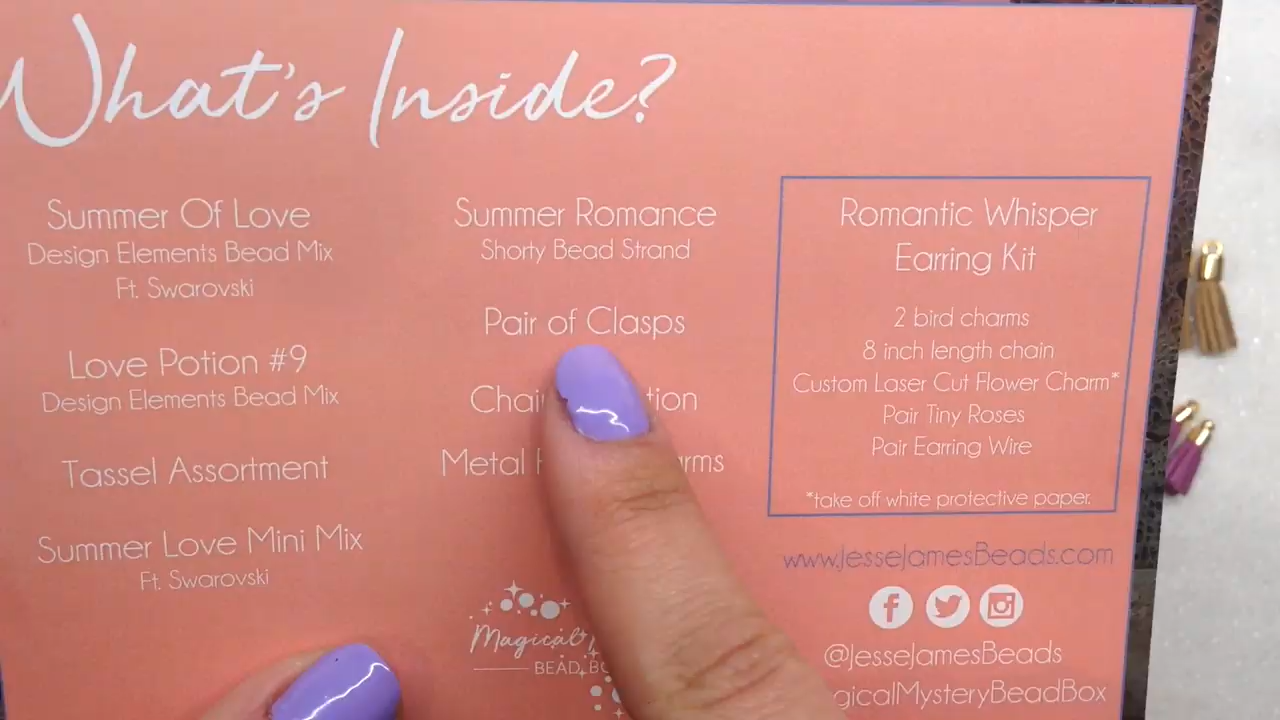 What's Inside?
Summer Of Love
Design Elements Bead Mix
Ft. Swarovski
Love Potion #9
Design Elements Bead Mix
Tassel Assortment
Summer Love Mini Mix
Ft. Swarovski
Summer Romance
Shorty Bead Strand
Pair of Clasps
Metal
Magical
BEAD
Romantic Whisper
Earring Kit
2 bird charms
8 inch length chain
Custom Laser Cut Flower Charm*
Pair Tiny Roses
Pair Earring Wire
*take off white protective paper.
www.JesseJamesBeads.com
@JesseJamesBeads
gicalMysteryBeadBox